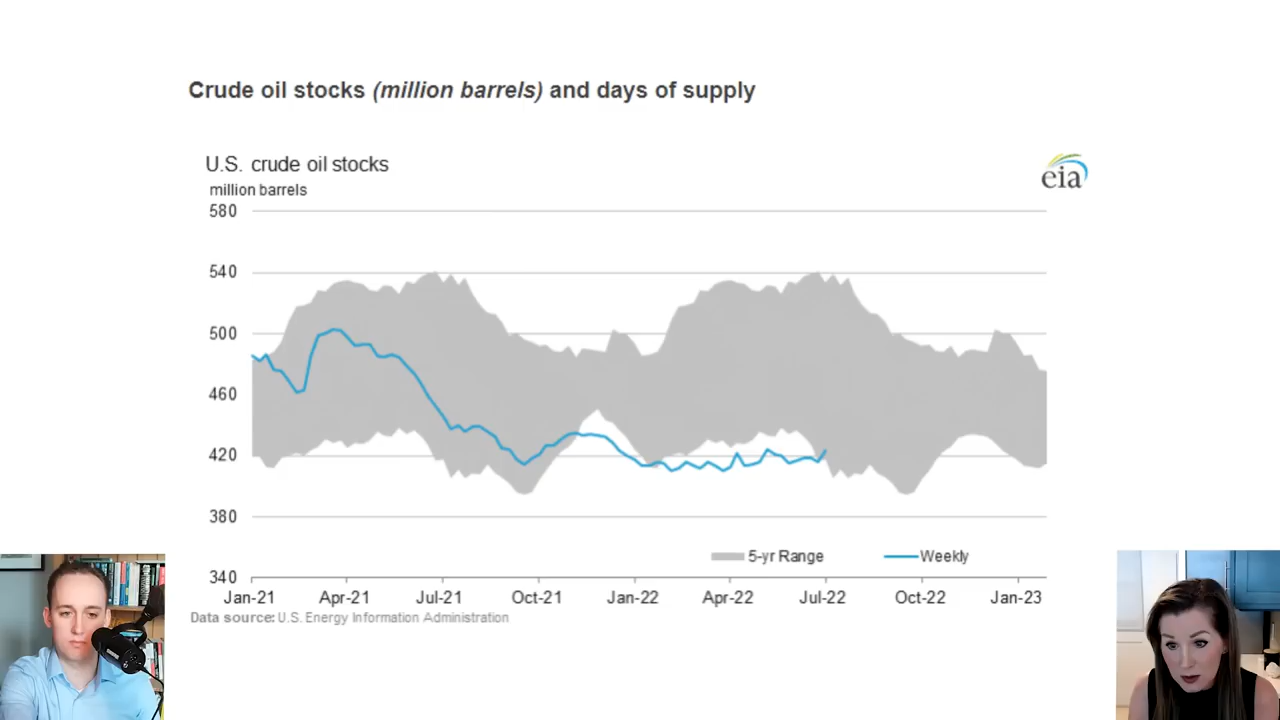 Crude oil stocks (million barrels) and days of supply
U.S. crude oil stocks
million barrels
eia
580
540
500
460
420
380
340
5-yr Range
Weekly
Jan-21 Apr-21 Jul-21 Oct-21 Jan-22 Apr-22 Jul-22 Oct-22 Jan-23
Data source: U.S. Energy Information Administration